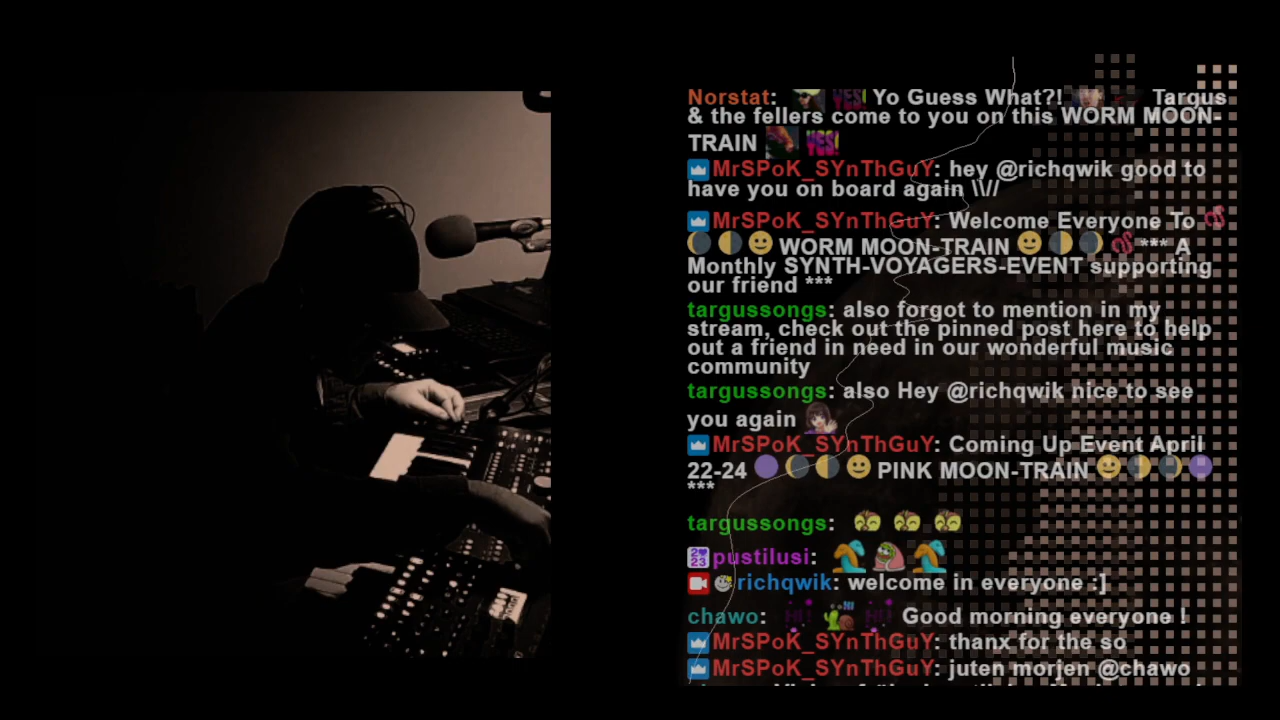 Norstat: YES! Yo Guess What?! Targus
& the fellers come to you on this WORM MOON-
TRAIN YES!
MrSPoK_SYnThGuY: hey @richqwik good to
have you on board again \\//
MrSPoK_SYnThGuY: Welcome Everyone To
WORM MOON-TRAIN *** A
Monthly SYNTH-VOYAGERS-EVENT supporting
our friend ***
targussongs: also forgot to mention in my
stream, check out the pinned post here to help
out a friend in need in our wonderful music
community
targussongs: also Hey @richqwik nice to see
you again
MrSPoK_SYnThGuY: Coming Up Event April
22-24 PINK MOON-TRAIN
***
targussongs:
pustilusi:
richqwik: welcome in everyone :]
chawo: HI! HI HI! Good morning everyone !
MrSPoK_SYnThGuY: thanx for the so
MrSPoK_SYnThGuY: juten morjen @chawo